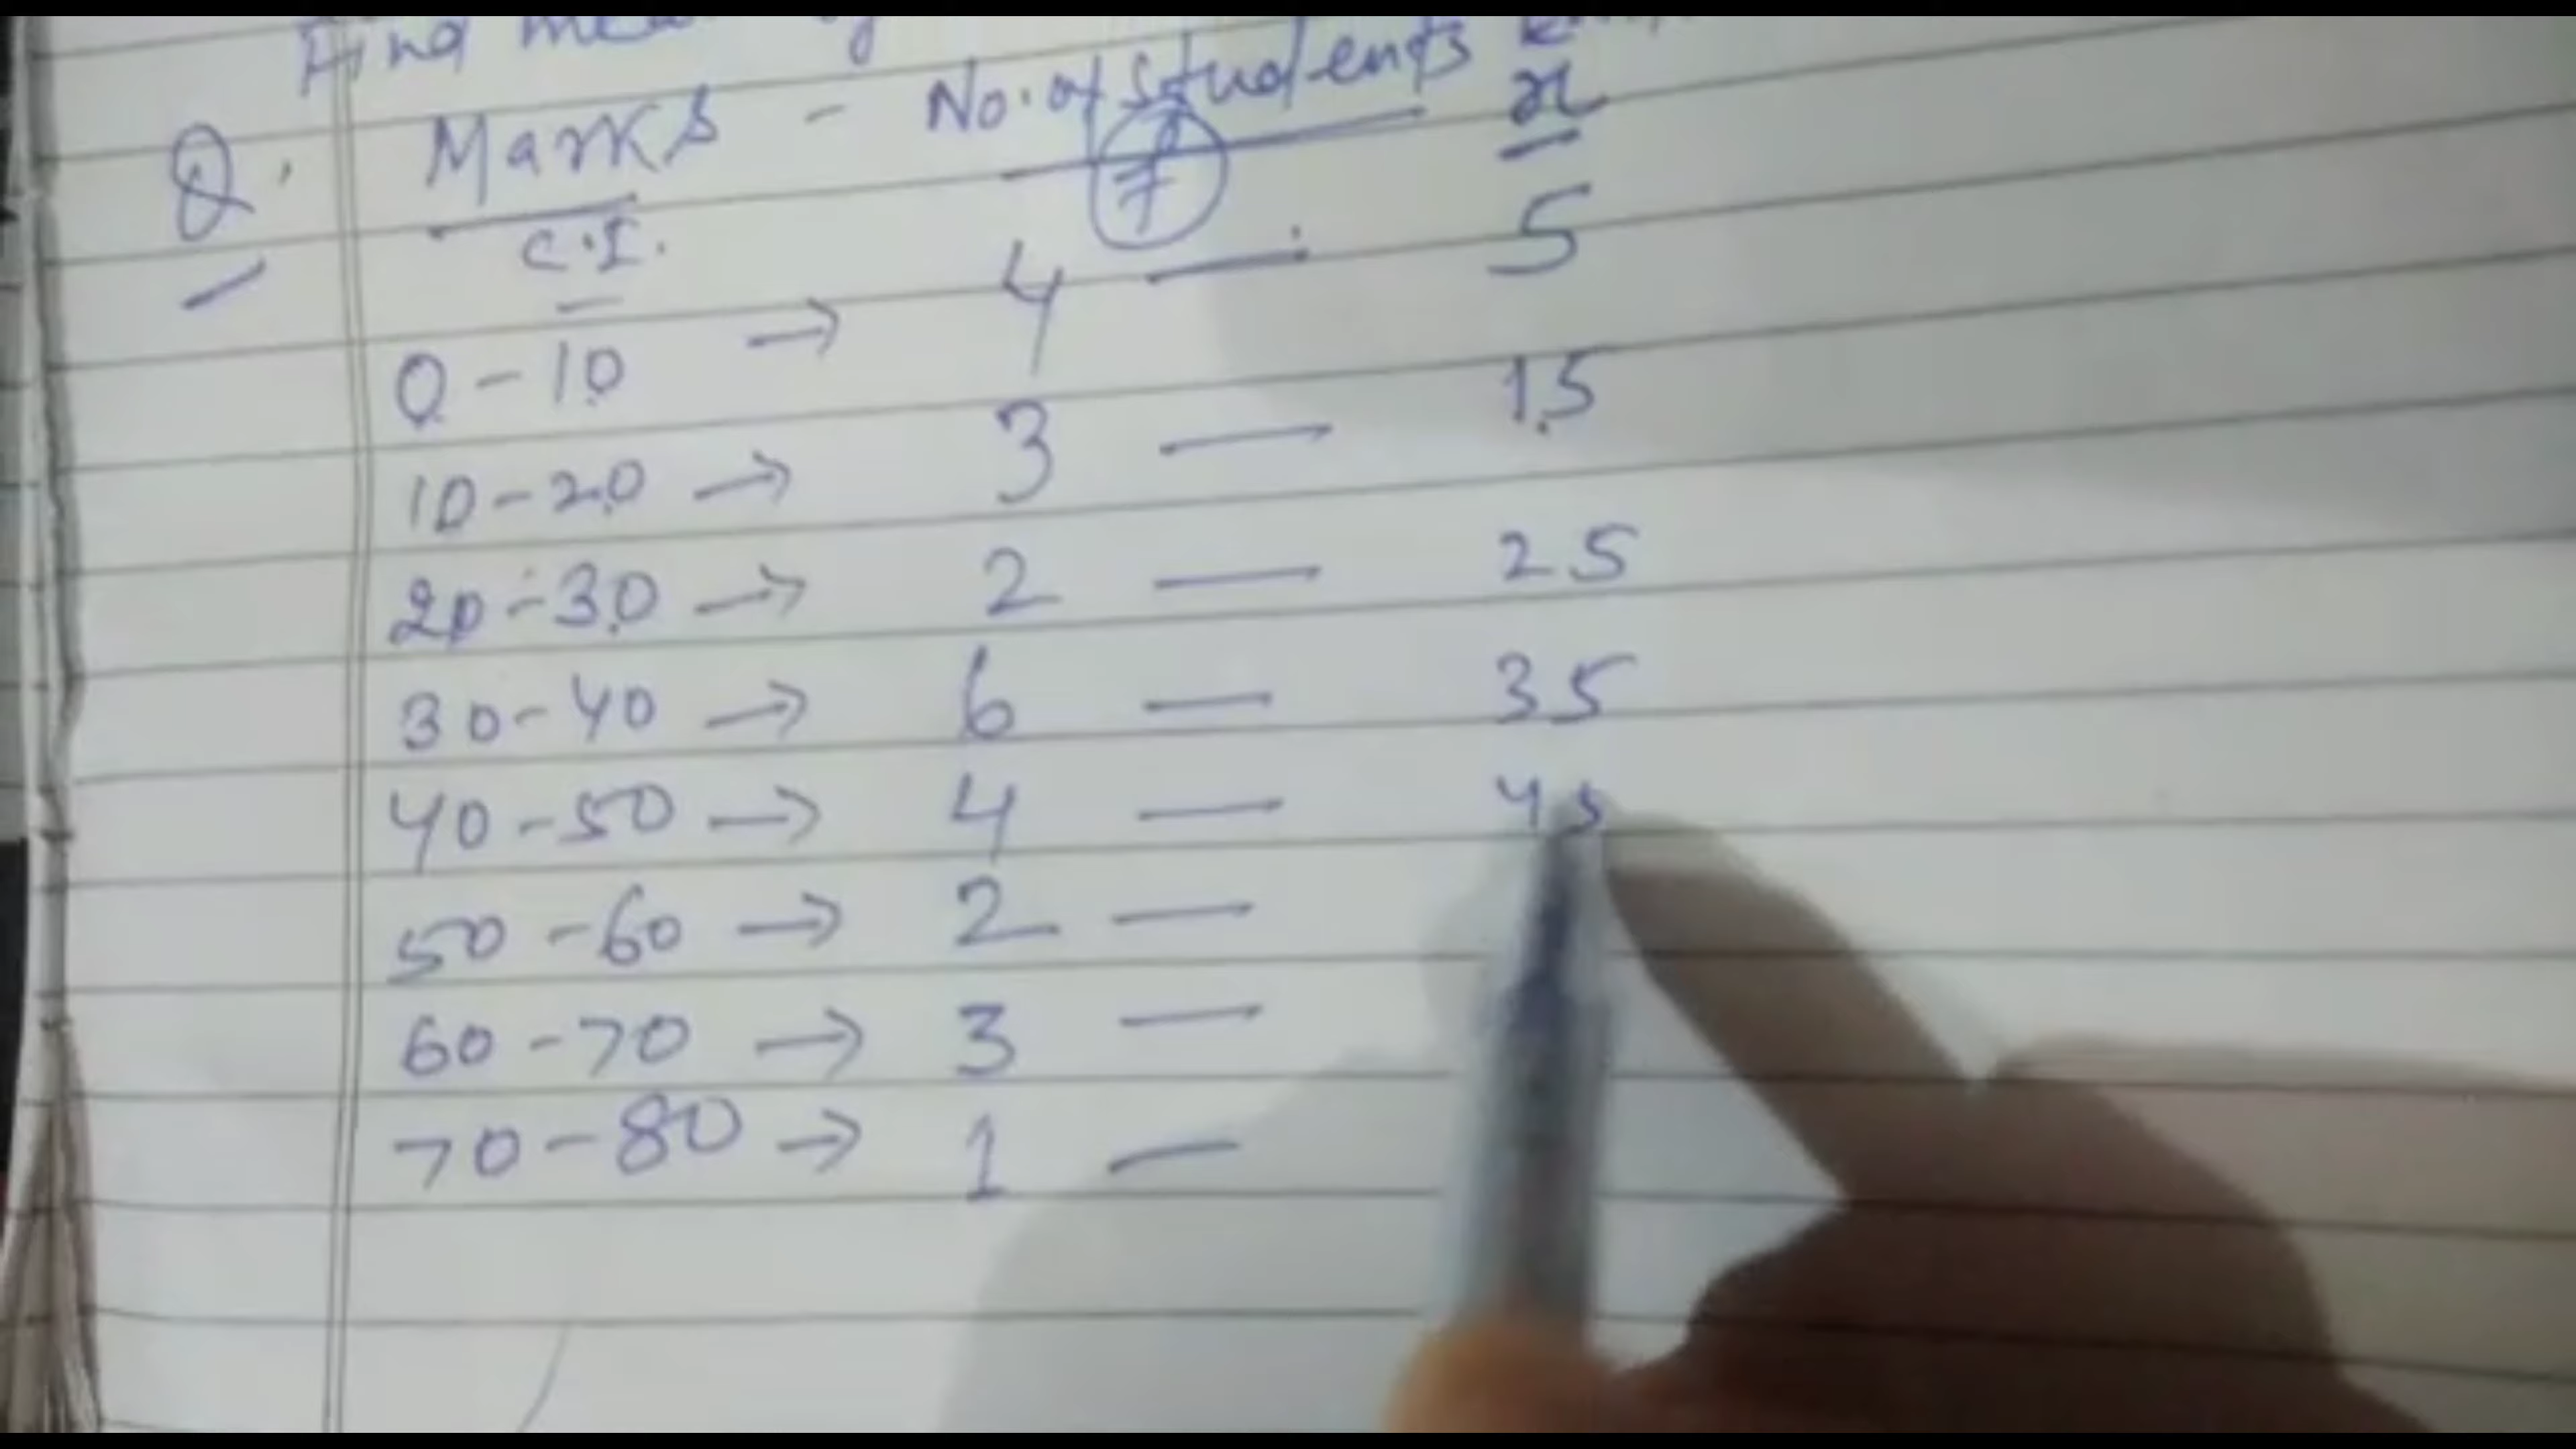 Find
Q. Marks - No. of students x
C.I. f
0 - 10 → 4 — 5
10 - 20 → 3 — 15
20 - 30 → 2 — 25
30 - 40 → 6 — 35
40 - 50 → 4 — 45
50 - 60 → 2 —
60 - 70 → 3 —
70 - 80 → 1 —